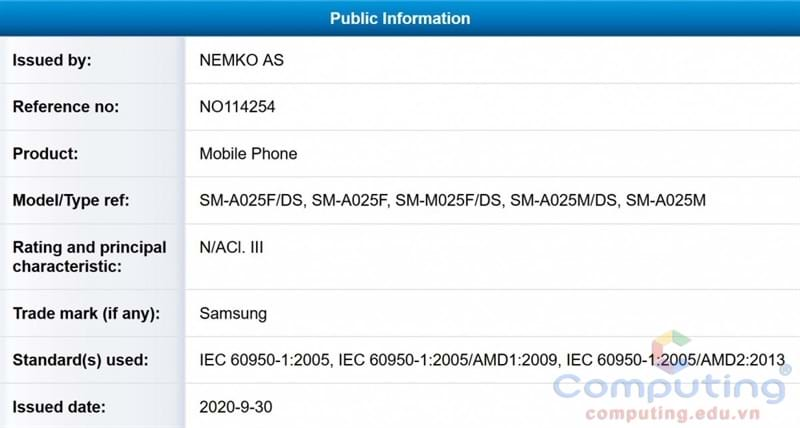 Public Information
Issued by: NEMKO AS
Reference no: NO114254
Product: Mobile Phone
Model/Type ref: SM-A025F/DS, SM-A025F, SM-M025F/DS, SM-A025M/DS, SM-A025M
Rating and principal N/ACl. III
characteristic:
Trade mark (if any): Samsung
Standard(s) used: IEC 60950-1:2005, IEC 60950-1:2005/AMD1:2009, IEC 60950-1:2005/AMD2:2013
Computing®
Issued date: 2020-9-30
computing.edu.vn